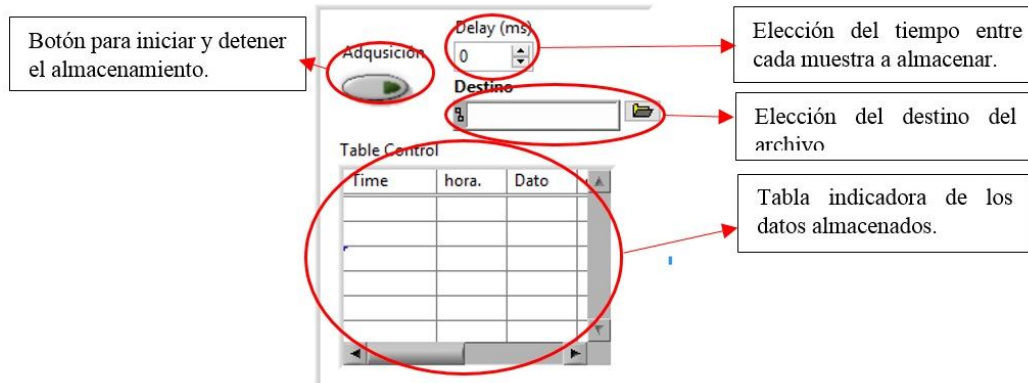 Botón para iniciar y detener
el almacenamiento.
Adqusición
Delay (ms)
0
Destino
Elección del tiempo entre
cada muestra a almacenar.
Elección del destino del
archivo
Table Control
Time hora. Dato
Tabla indicadora de los
datos almacenados.